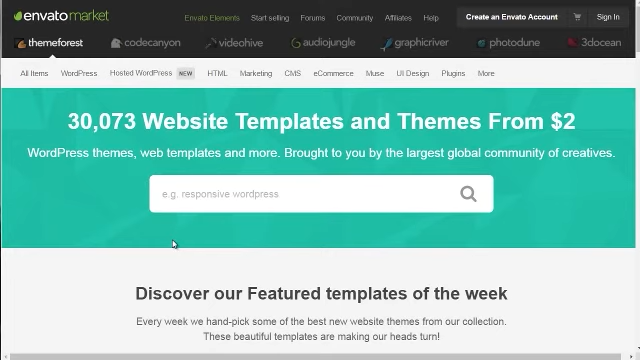 envatomarket
Envato Elements Start selling Forums Community Affiliates Help Create an Envato Account Sign In
themeforest codecanyon videohive audiojungle graphicriver photodune 3docean
All Items WordPress Hosted WordPress NEW HTML Marketing CMS eCommerce Muse UI Design Plugins More
30,073 Website Templates and Themes From $2
WordPress themes, web templates and more. Brought to you by the largest global community of creatives.
e.g. responsive wordpress
Discover our Featured templates of the week
Every week we hand-pick some of the best new website themes from our collection.
These beautiful templates are making our heads turn!